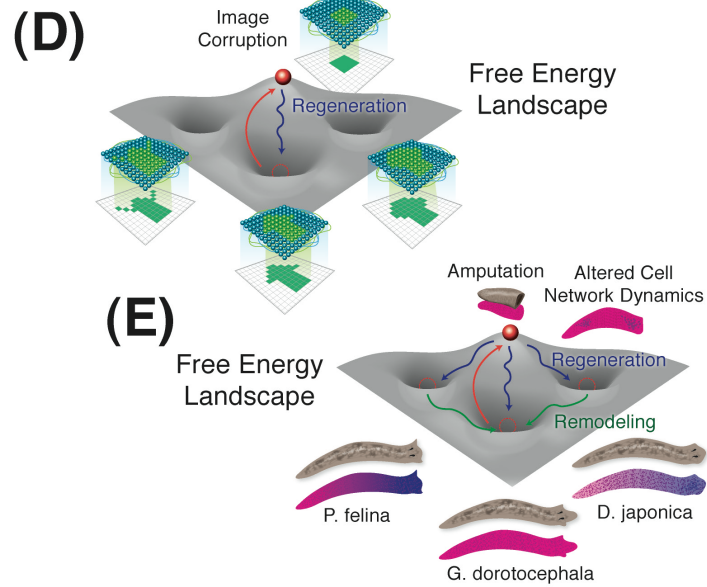 (D)
Image
Corruption
Free Energy
Landscape
Regeneration
(E)
Amputation
Altered Cell
Network Dynamics
Free Energy
Landscape
Regeneration
Remodeling
P. felina
D. japonica
G. dorotocephala